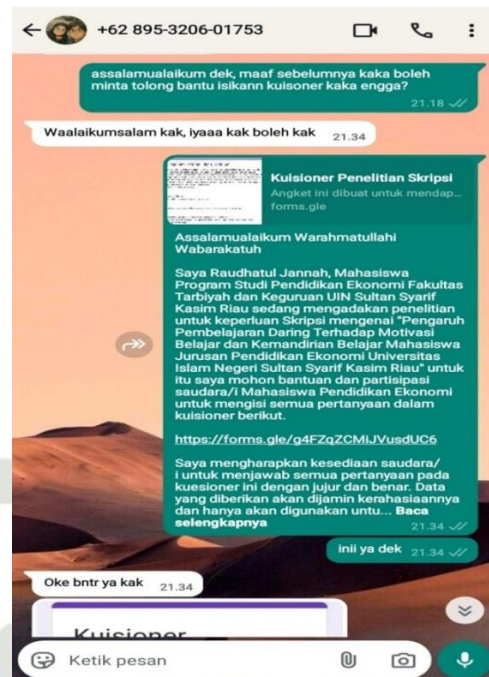 +62 895-3206-01753
assalamualaikum dek, maaf sebelumnya kaka boleh
minta tolong bantu isikann kuisoner kaka engga?
21.18
Waalaikumsalam kak, iyaaa kak boleh kak
21.34
Kuisioner Penelitian Skripsi
Angket ini dibuat untuk mendap...
forms.gle
Assalamualaikum Warahmatullahi
Wabarakatuh
Saya Raudhatul Jannah, Mahasiswa
Program Studi Pendidikan Ekonomi Fakultas
Tarbiyah dan Keguruan UIN Sultan Syarif
Kasim Riau sedang mengadakan penelitian
untuk keperluan Skripsi mengenai "Pengaruh
Pembelajaran Daring Terhadap Motivasi
Belajar dan Kemandirian Belajar Mahasiswa
Jurusan Pendidikan Ekonomi Universitas
Islam Negeri Sultan Syarif Kasim Riau" untuk
itu saya mohon bantuan dan partisipasi
saudara/i Mahasiswa Pendidikan Ekonomi
untuk mengisi semua pertanyaan dalam
kuisioner berikut.
https://forms.gle/g4FZqZCMiJVusdUC6
Saya mengharapkan kesediaan saudara/
i untuk menjawab semua pertanyaan pada
kuesioner ini dengan jujur dan benar. Data
yang diberikan akan dijamin kerahasiaannya
dan hanya akan digunakan untu... Baca
selengkapnya
21.34
inii ya dek 21.34
Oke bntr ya kak 21.34
Kuisioner
Ketik pesan